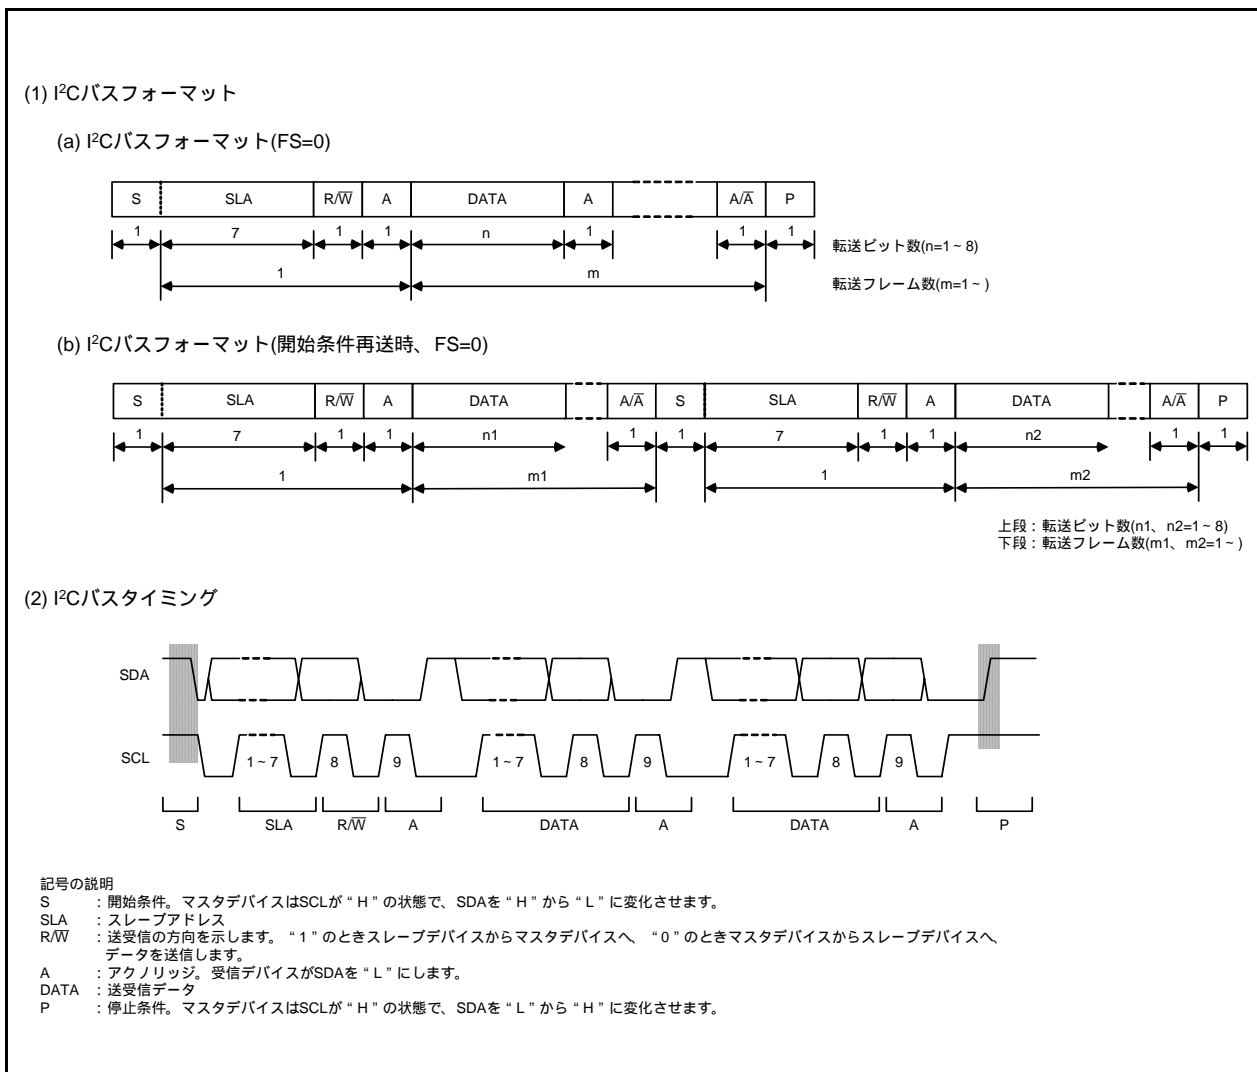 (1) I²Cバスフォーマット
(a) I²Cバスフォーマット(FS=0)
S SLA R/W̅ A DATA A A/A̅ P
1 7 1 1 n 1 1 1
転送ビット数(n=1~8)
1 m
転送フレーム数(m=1~ )
(b) I²Cバスフォーマット(開始条件再送時、FS=0)
S SLA R/W̅ A DATA A/A̅ S SLA R/W̅ A DATA A/A̅ P
1 7 1 1 n1 1 1 7 1 1 n2 1 1
1 m1 1 m2
上段:転送ビット数(n1、n2=1~8)
下段:転送フレーム数(m1、m2=1~ )
(2) I²Cバスタイミング
SDA
SCL 1~7 8 9 1~7 8 9 1~7 8 9
S SLA R/W̅ A DATA A DATA A P
記号の説明
S :開始条件。マスタデバイスはSCLが“H”の状態で、SDAを“H”から“L”に変化させます。
SLA :スレーブアドレス
R/W̅ :送受信の方向を示します。“1”のときスレーブデバイスからマスタデバイスへ、“0”のときマスタデバイスからスレーブデバイスへ、
データを送信します。
A :アクノリッジ。受信デバイスがSDAを“L”にします。
DATA :送受信データ
P :停止条件。マスタデバイスはSCLが“H”の状態で、SDAを“L”から“H”に変化させます。